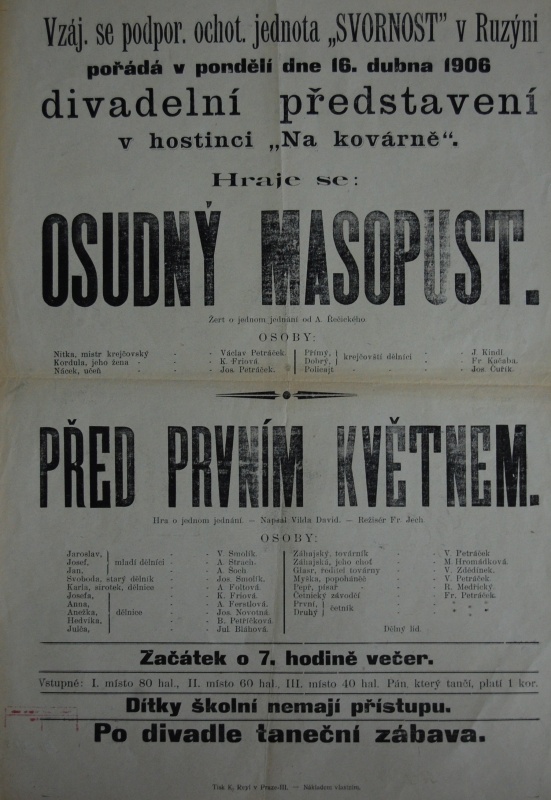 Vzáj. se podpor. ochot. jednota „SVORNOST” v Ruzýni
pořádá v pondělí dne 16. dubna 1906
divadelní představení
v hostinci „Na kovárně“.
Hraje se:
OSUDNÝ MASOPUST.
Žert o jednom jednání od A. Řežického
OSOBY:
Nitka, mistr krejčovský - - Václav Petráček
Kordula, jeho žena - - - K. Friová.
Nácek, učeň - - - Jos. Petráček.
Přímý, } krejčovští dělníci - - J. Kindl
Dobrý, - - Fr. Kačaba.
Policajt - - - Jos. Čuřík.
PŘED PRVNÍM KVĚTNEM.
Hra o jednom jednání. – Napsal Vilda David. – Režisér Fr. Jech
OSOBY:
Jaroslav, - - V. Smolík.
Josef, } mladí dělníci - - A. Strach.
Jan, - - A. Soch
Svoboda, starý dělník - - Jos. Smolík.
Karla, sirotek, dělnice - - A. Foltová.
Josefa, - - K. Friová.
Anna, - - A. Ferstlová.
Anežka, } dělnice - - Jos. Novotná.
Hedvika, - - B. Petříčková.
Julča, - - Jul. Bláhová.
Záhajský, továrník - - V. Petráček
Záhajská, jeho choť - - M. Hromádková.
Glasr, ředitel továrny - - V. Zdědínek.
Myška, popoháněč - - V. Petráček.
Pepř, písař - - R. Medřický.
Četnický závodčí - - Fr. Petráček.
První, } četník - - „ „ „
Druhý - - „ „ „
Dělný lid.
Začátek o 7. hodině večer.
Vstupné: I. místo 80 hal., II. místo 60 hal., III. místo 40 hal. Pán, který tančí, platí 1 kor.
Dítky školní nemají přístupu.
Po divadle taneční zábava.
Tisk K. Reyl v Praze-III. — Nákladem vlastním.